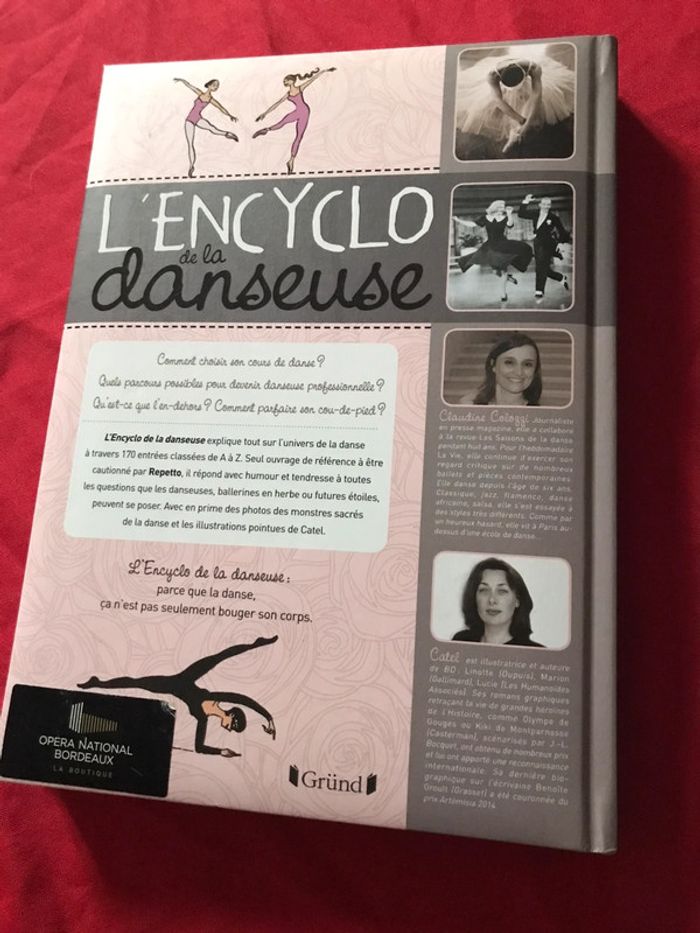 L'ENCYCLO
de la
danseuse
Comment choisir son cours de danse ?
Quels parcours possibles pour devenir danseuse professionnelle ?
Qu'est-ce que l'en-dehors ? Comment parfaire son cou-de-pied ?
L'Encyclo de la danseuse explique tout sur l'univers de la danse
à travers 170 entrées classées de A à Z. Seul ouvrage de référence à être
cautionné par Repetto, il répond avec humour et tendresse à toutes
les questions que les danseuses, ballerines en herbe ou futures étoiles,
peuvent se poser. Avec en prime des photos des monstres sacrés
de la danse et les illustrations pointues de Catel.
L'Encyclo de la danseuse :
parce que la danse,
ça n'est pas seulement bouger son corps.
OPERA NATIONAL
BORDEAUX
LA BOUTIQUE
Gründ
Claudine Colozzi Journaliste
en presse magazine, elle a collaboré
à la revue Les Saisons de la danse
pendant huit ans. Pour l'hebdomadaire
La Vie, elle continue d'exercer son
regard critique sur de nombreux
ballets et pièces contemporaines.
Elle danse depuis l'âge de six ans.
Classique, jazz, flamenco, danse
africaine, salsa, elle s'est essayée à
des styles très différents. Comme par
un heureux hasard, elle vit à Paris au-
dessus d'une école de danse...
Catel est illustratrice et auteure
de BD : Linotte (Dupuis), Marion
(Gallimard), Lucie (Les Humanoïdes
Associés). Ses romans graphiques
retraçant la vie de grandes héroïnes
de l'Histoire, comme Olympe de
Gouges ou Kiki de Montparnasse
(Casterman), scénarisés par J.-L.
Bocquet, ont obtenu de nombreux prix
et lui ont apporté une reconnaissance
internationale. Sa dernière bio-
graphique sur l'écrivaine Benoîte
Groult (Grasset) a été couronnée du
prix Artémisia 2014.